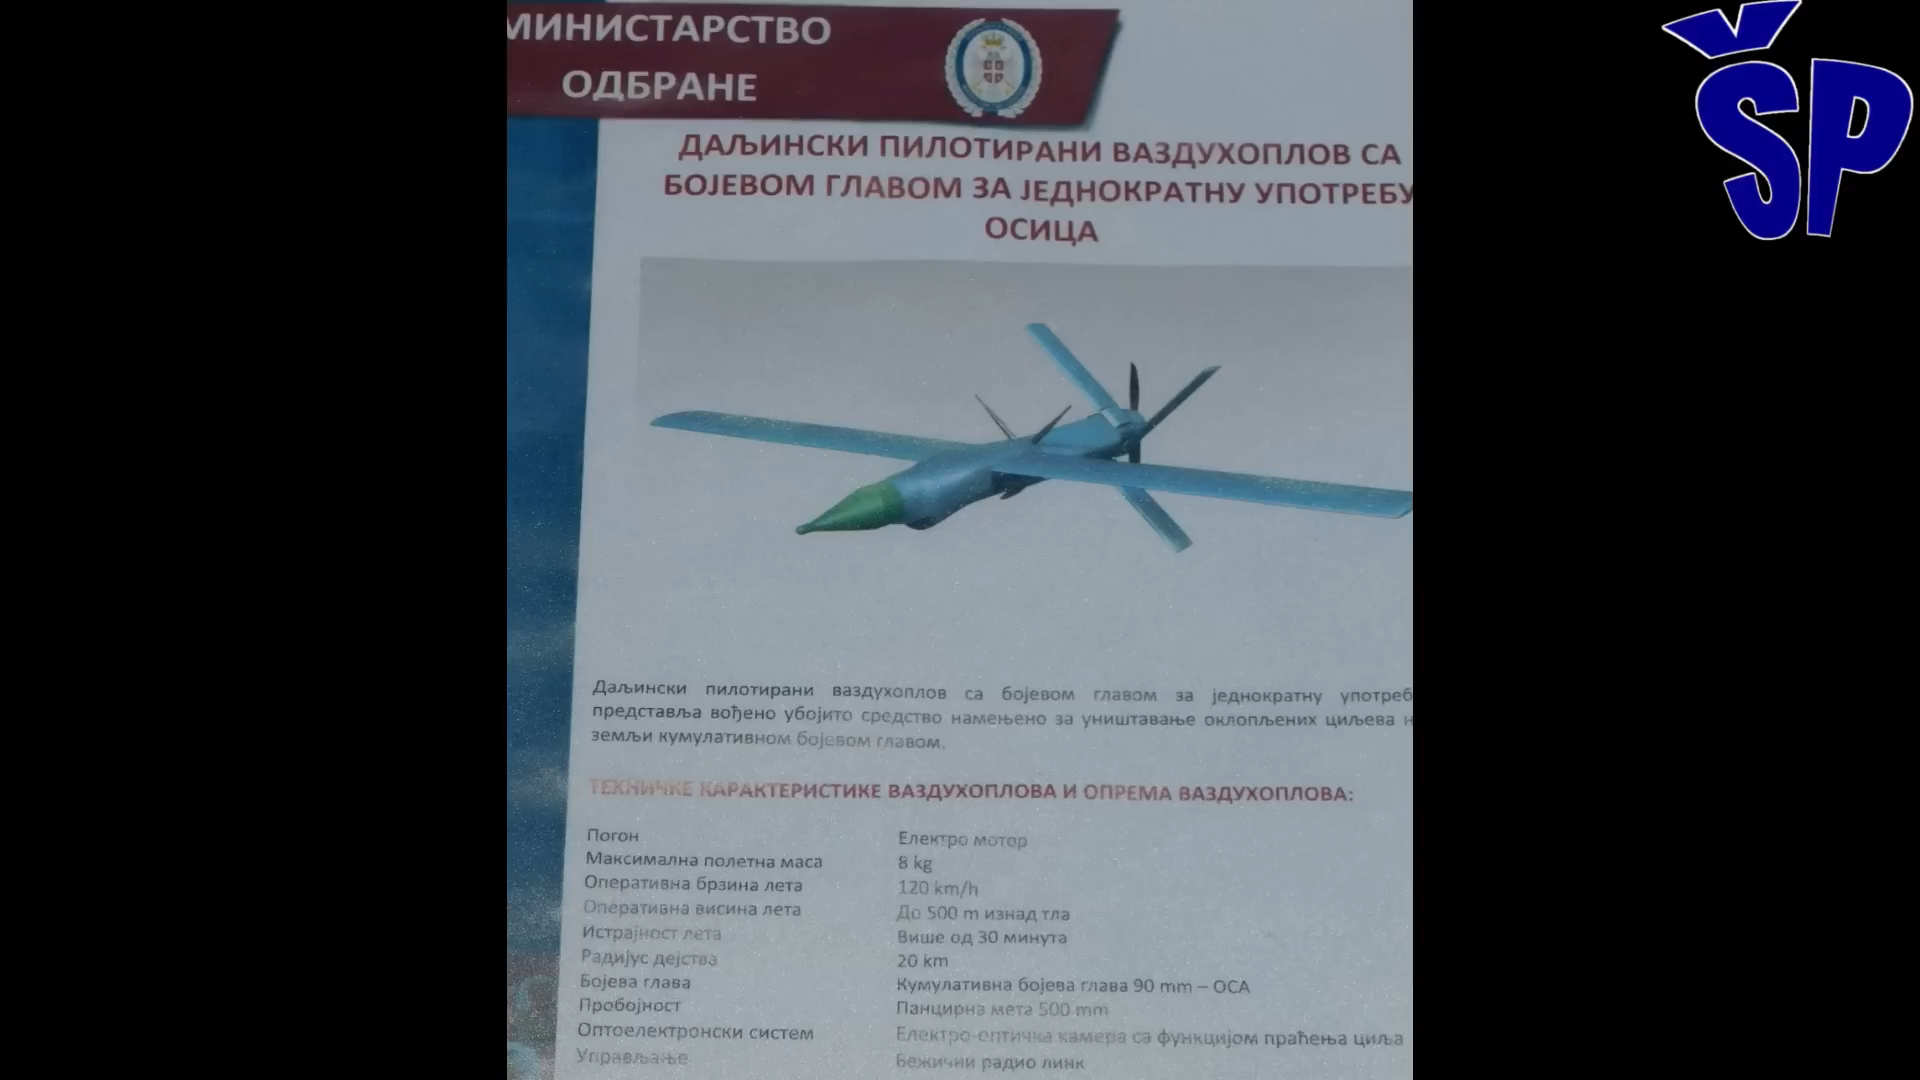 МИНИСТАРСТВО
ОДБРАНЕ
ŠP
ДАЉИНСКИ ПИЛОТИРАНИ ВАЗДУХОПЛОВ СА
БОЈЕВОМ ГЛАВОМ ЗА ЈЕДНОКРАТНУ УПОТРЕБУ
ОСИЦА
Даљински пилотирани ваздухоплов са бојевом главом за једнократну употреб
представља вођено убојито средство намењено за уништавање оклопљених циљева н
земљи кумулативном бојевом главом.
ТЕХНИЧКЕ КАРАКТЕРИСТИКЕ ВАЗДУХОПЛОВА И ОПРЕМА ВАЗДУХОПЛОВА:
Погон Електро мотор
Максимална полетна маса 8 kg
Оперативна брзина лета 120 km/h
Оперативна висина лета До 500 m изнад тла
Истрајност лета Више од 30 минута
Радијус дејства 20 km
Бојева глава Кумулативна бојева глава 90 mm – ОСА
Пробојност Панцирна мета 500 mm
Оптоелектронски систем Електро-оптичка камера са функцијом праћења циља
Управљање Бежични радио линк